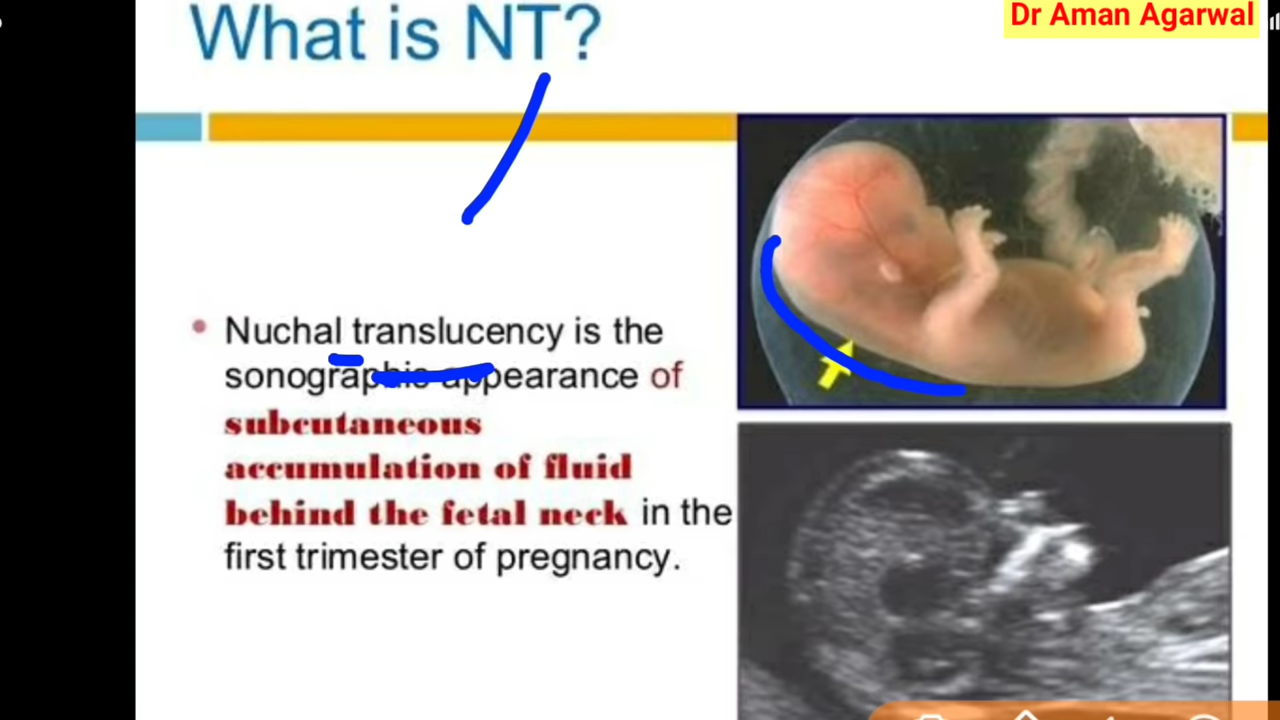 Dr Aman Agarwal
What is NT?
Nuchal translucency is the
sonographic appearance of
subcutaneous
accumulation of fluid
behind the fetal neck in the
first trimester of pregnancy.